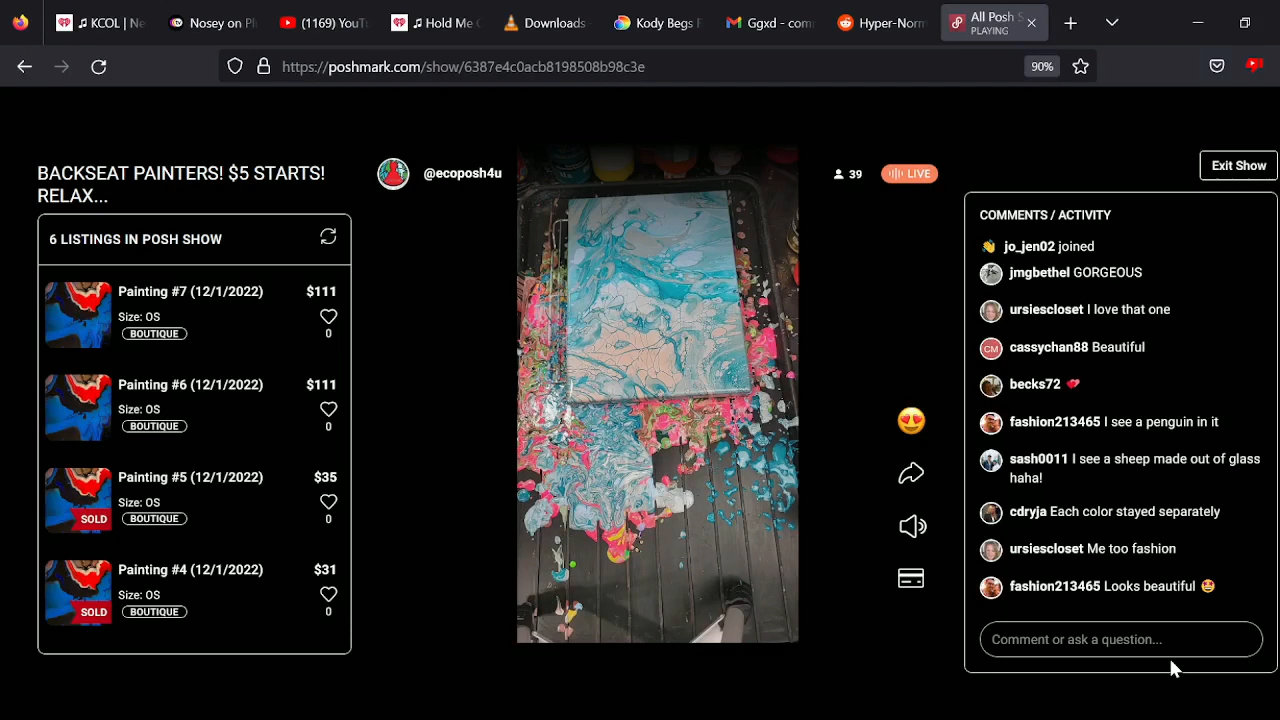 KCOL | Ne
Nosey on Pl
(1169) YouTu
Hold Me C
Downloads
Kody Begs F
Ggxd - com
Hyper-Norm
All Posh S
PLAYING
https://poshmark.com/show/6387e4c0acb8198508b98c3e
90%
BACKSEAT PAINTERS! $5 STARTS!
RELAX...
@ecoposh4u
39
LIVE
Exit Show
6 LISTINGS IN POSH SHOW
Painting #7 (12/1/2022) $111
Size: OS
BOUTIQUE
0
Painting #6 (12/1/2022) $111
Size: OS
BOUTIQUE
0
Painting #5 (12/1/2022) $35
Size: OS
SOLD
BOUTIQUE
0
Painting #4 (12/1/2022) $31
Size: OS
SOLD
BOUTIQUE
0
COMMENTS / ACTIVITY
👋 jo_jen02 joined
jmgbethel GORGEOUS
ursiescloset I love that one
CM cassychan88 Beautiful
becks72 💕
fashion213465 I see a penguin in it
sash0011 I see a sheep made out of glass
haha!
cdryja Each color stayed separately
ursiescloset Me too fashion
fashion213465 Looks beautiful 🤩
Comment or ask a question...